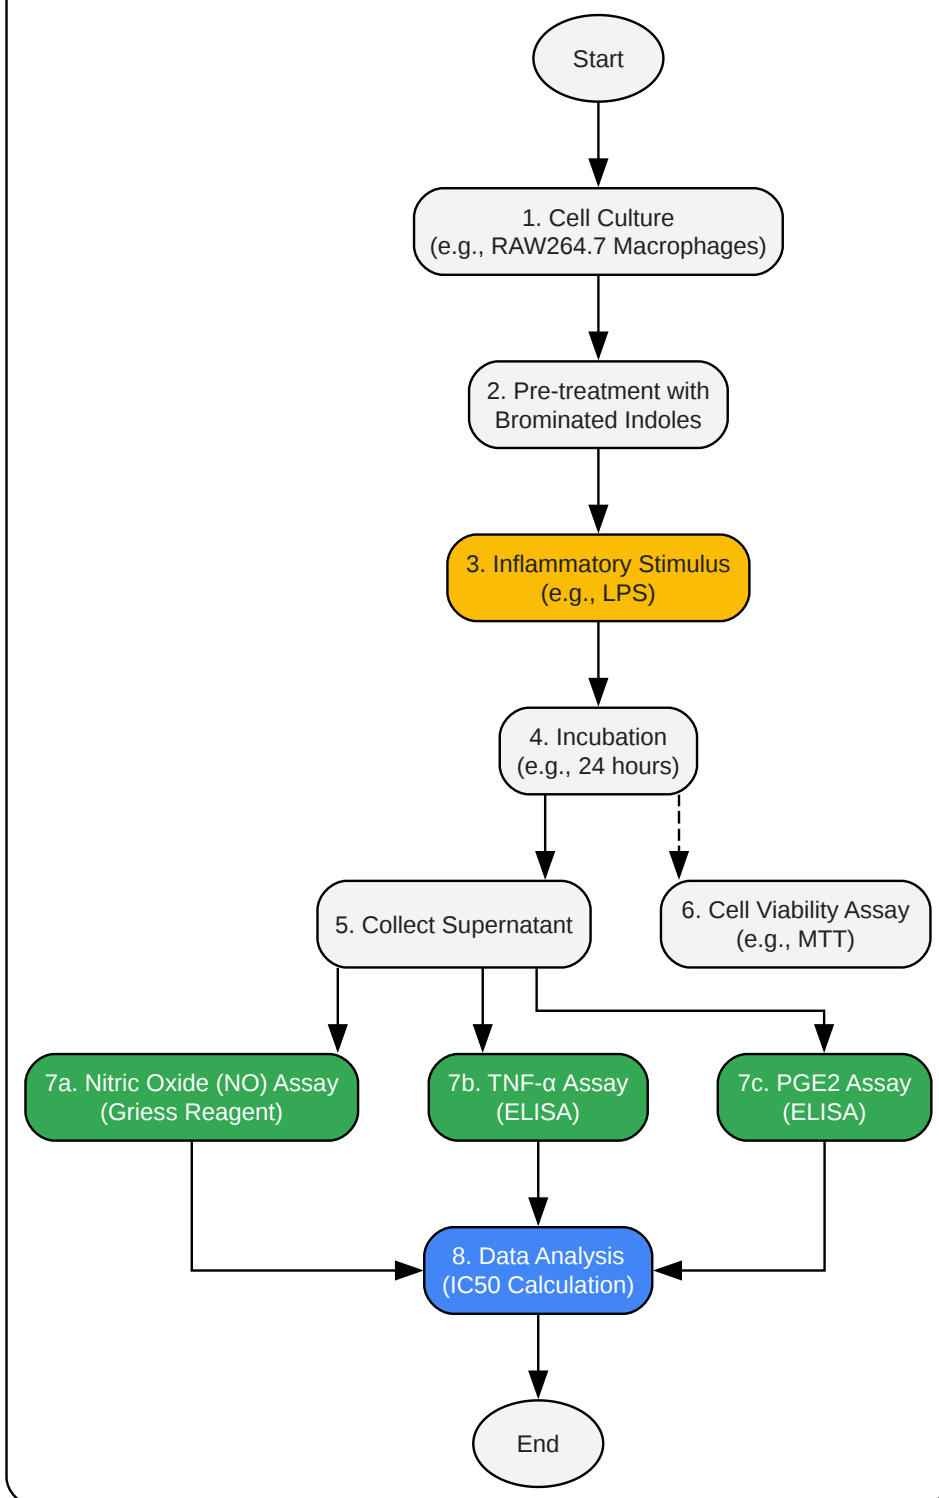 Start
1. Cell Culture
(e.g., RAW264.7 Macrophages)
2. Pre-treatment with
Brominated Indoles
3. Inflammatory Stimulus
(e.g., LPS)
4. Incubation
(e.g., 24 hours)
5. Collect Supernatant
6. Cell Viability Assay
(e.g., MTT)
7a. Nitric Oxide (NO) Assay
(Griess Reagent)
7b. TNF-α Assay
(ELISA)
7c. PGE2 Assay
(ELISA)
8. Data Analysis
(IC50 Calculation)
End